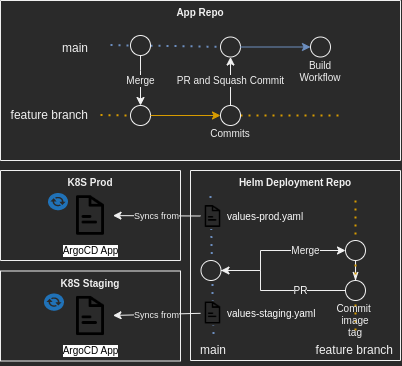 App Repo
main
Merge
PR and Squash Commit
Build
Workflow
feature branch
Commits
K8S Prod
Syncs from
ArgoCD App
K8S Staging
Syncs from
ArgoCD App
Helm Deployment Repo
values-prod.yaml
Merge
PR
values-staging.yaml
Commit
image
tag
main
feature branch